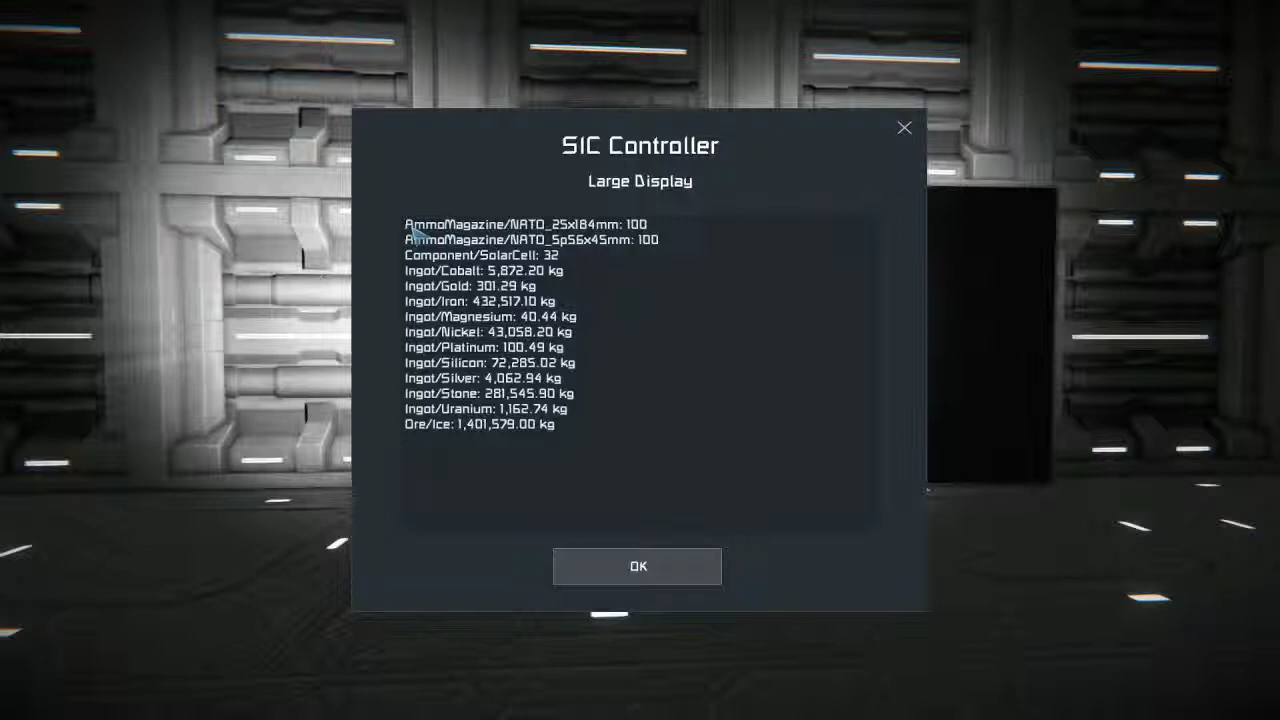 SIC Controller
Large Display
AmmoMagazine/NATO_25x184mm: 100
AmmoMagazine/NATO_5p56x45mm: 100
Component/SolarCell: 32
Ingot/Cobalt: 5,872.20 kg
Ingot/Gold: 301.29 kg
Ingot/Iron: 432,517.10 kg
Ingot/Magnesium: 40.44 kg
Ingot/Nickel: 43,058.20 kg
Ingot/Platinum: 100.49 kg
Ingot/Silicon: 72,285.02 kg
Ingot/Silver: 4,062.94 kg
Ingot/Stone: 281,545.90 kg
Ingot/Uranium: 1,162.74 kg
Ore/Ice: 1,401,579.00 kg
OK